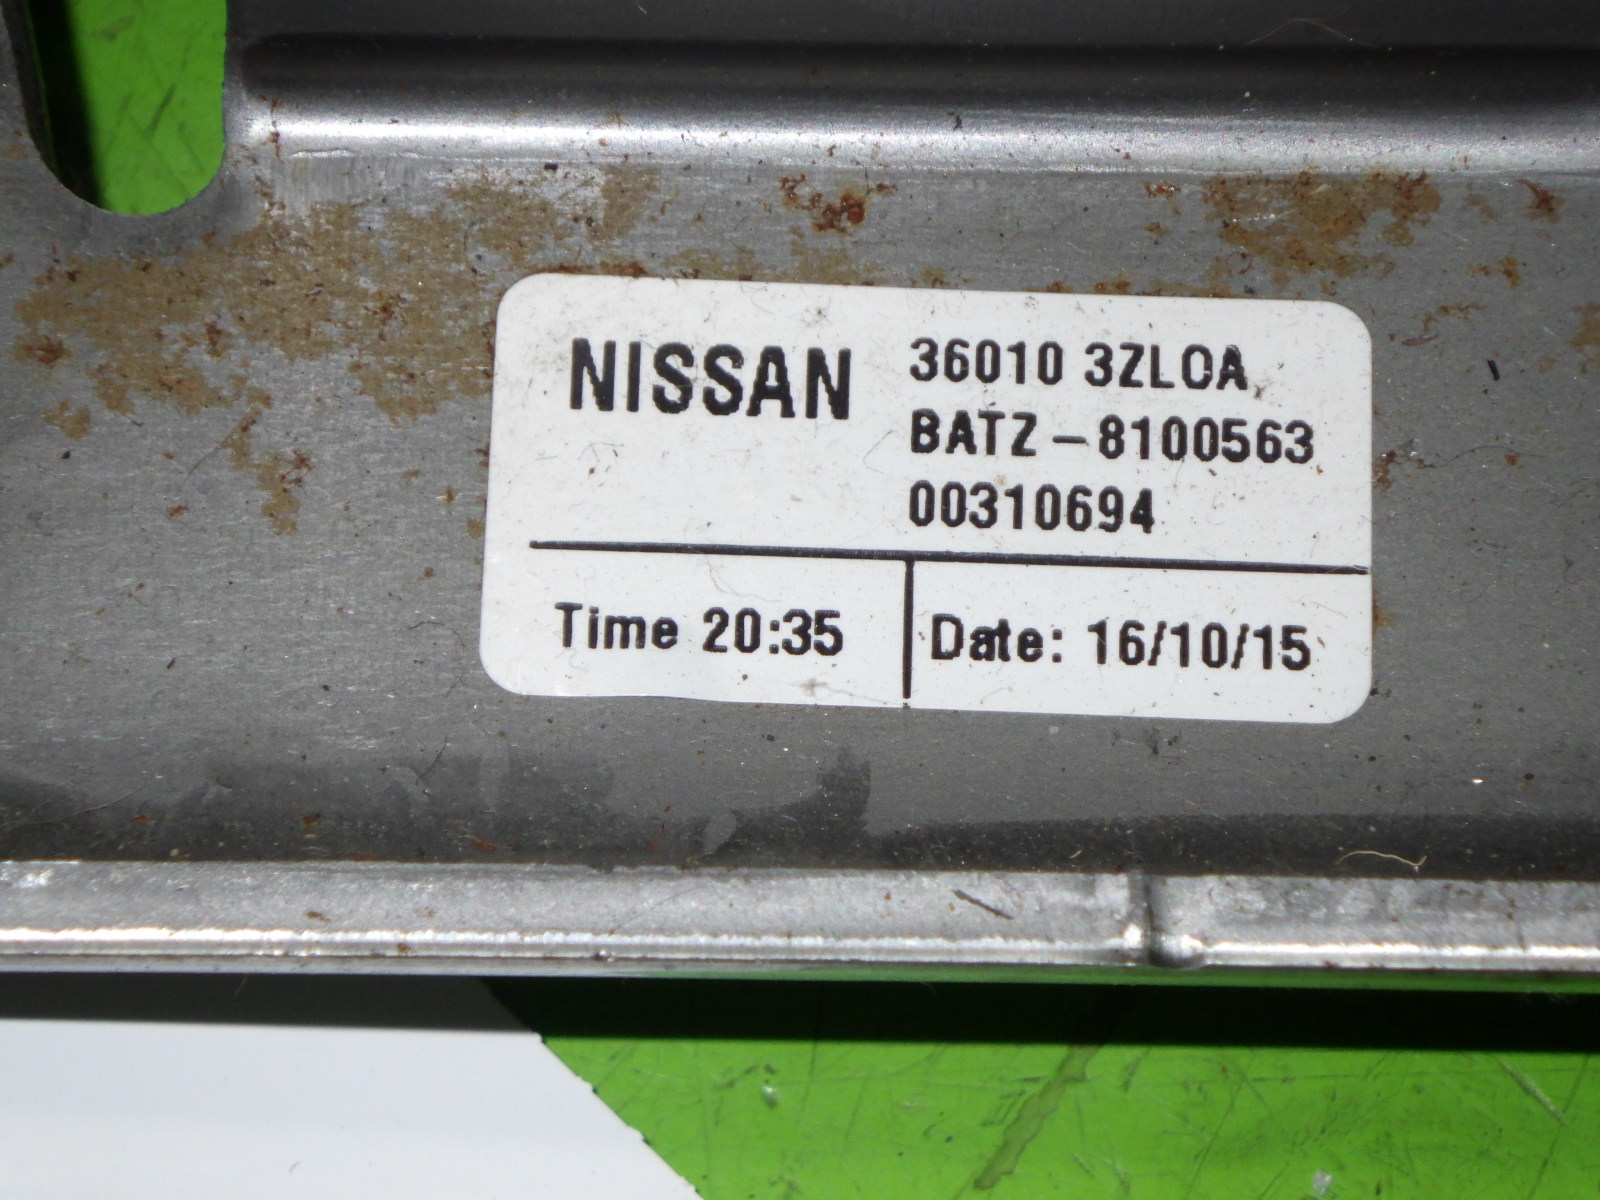 NISSAN
36010 3ZL0A
BATZ-8100563
00310694
Time 20:35
Date: 16/10/15